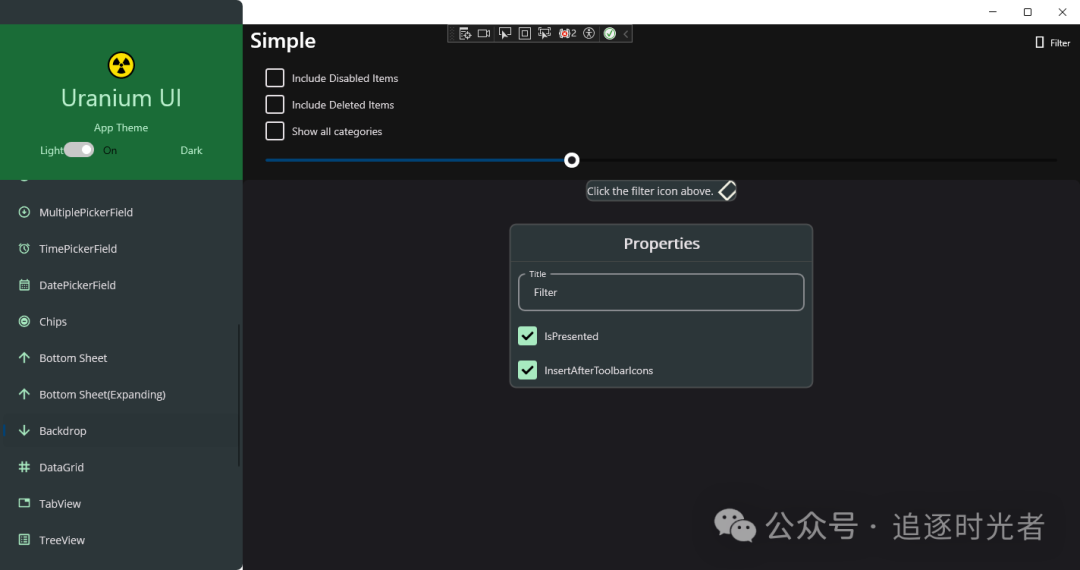 Uranium UI
App Theme
Light On Dark
MultiplePickerField
TimePickerField
DatePickerField
Chips
Bottom Sheet
Bottom Sheet(Expanding)
Backdrop
DataGrid
TabView
TreeView
Simple
2
Filter
Include Disabled Items
Include Deleted Items
Show all categories
Click the filter icon above.
Properties
Title
Filter
IsPresented
InsertAfterToolbarIcons
公众号 · 追逐时光者